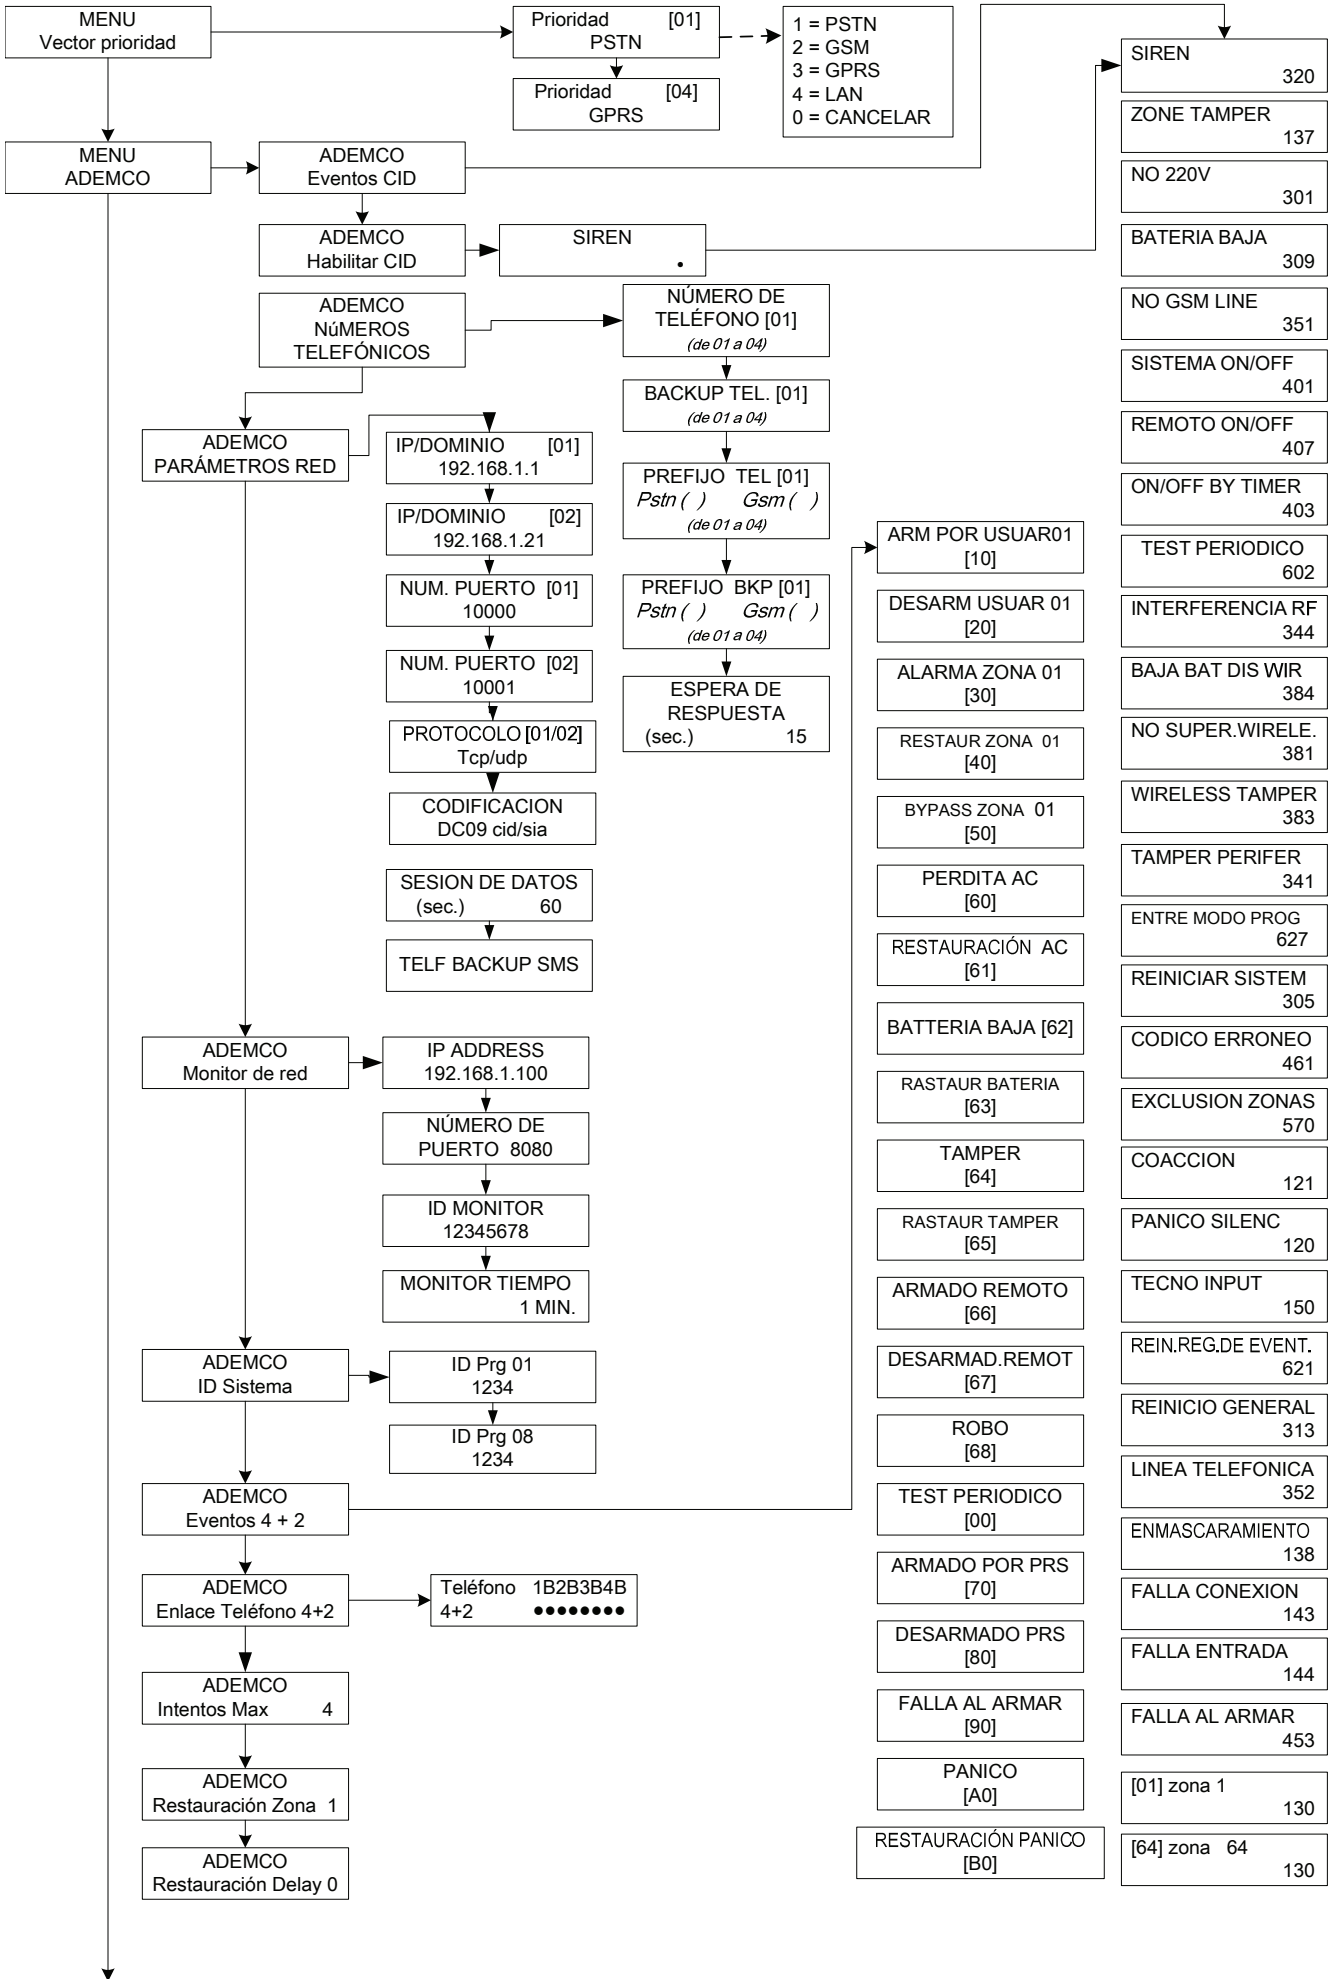 MENU
Vector prioridad
Prioridad [01]
PSTN
1 = PSTN
2 = GSM
3 = GPRS
4 = LAN
0 = CANCELAR
Prioridad [04]
GPRS
MENU
ADEMCO
ADEMCO
Eventos CID
ADEMCO
Habilitar CID
SIREN
•
ADEMCO
NúMEROS
TELEFÓNICOS
NÚMERO DE
TELÉFONO [01]
(de 01 a 04)
BACKUP TEL. [01]
(de 01 a 04)
PREFIJO TEL [01]
Pstn ( ) Gsm ( )
(de 01 a 04)
PREFIJO BKP [01]
Pstn ( ) Gsm ( )
(de 01 a 04)
ESPERA DE
RESPUESTA
(sec.) 15
ADEMCO
PARÁMETROS RED
IP/DOMINIO [01]
192.168.1.1
IP/DOMINIO [02]
192.168.1.21
NUM. PUERTO [01]
10000
NUM. PUERTO [02]
10001
PROTOCOLO [01/02]
Tcp/udp
CODIFICACION
DC09 cid/sia
SESION DE DATOS
(sec.) 60
TELF BACKUP SMS
ADEMCO
Monitor de red
IP ADDRESS
192.168.1.100
NÚMERO DE
PUERTO 8080
ID MONITOR
12345678
MONITOR TIEMPO
1 MIN.
ADEMCO
ID Sistema
ID Prg 01
1234
ID Prg 08
1234
ADEMCO
Eventos 4 + 2
ADEMCO
Enlace Teléfono 4+2
Teléfono 1B2B3B4B
4+2 ●●●●●●●●
ADEMCO
Intentos Max 4
ADEMCO
Restauración Zona 1
ADEMCO
Restauración Delay 0
ARM POR USUAR01
[10]
DESARM USUAR 01
[20]
ALARMA ZONA 01
[30]
RESTAUR ZONA 01
[40]
BYPASS ZONA 01
[50]
PERDITA AC
[60]
RESTAURACIÓN AC
[61]
BATTERIA BAJA [62]
RASTAUR BATERIA
[63]
TAMPER
[64]
RASTAUR TAMPER
[65]
ARMADO REMOTO
[66]
DESARMAD.REMOT
[67]
ROBO
[68]
TEST PERIODICO
[00]
ARMADO POR PRS
[70]
DESARMADO PRS
[80]
FALLA AL ARMAR
[90]
PANICO
[A0]
RESTAURACIÓN PANICO
[B0]
SIREN
320
ZONE TAMPER
137
NO 220V
301
BATERIA BAJA
309
NO GSM LINE
351
SISTEMA ON/OFF
401
REMOTO ON/OFF
407
ON/OFF BY TIMER
403
TEST PERIODICO
602
INTERFERENCIA RF
344
BAJA BAT DIS WIR
384
NO SUPER.WIRELE.
381
WIRELESS TAMPER
383
TAMPER PERIFER
341
ENTRE MODO PROG
627
REINICIAR SISTEM
305
CODICO ERRONEO
461
EXCLUSION ZONAS
570
COACCION
121
PANICO SILENC
120
TECNO INPUT
150
REIN.REG.DE EVENT.
621
REINICIO GENERAL
313
LINEA TELEFONICA
352
ENMASCARAMIENTO
138
FALLA CONEXION
143
FALLA ENTRADA
144
FALLA AL ARMAR
453
[01] zona 1
130
[64] zona 64
130